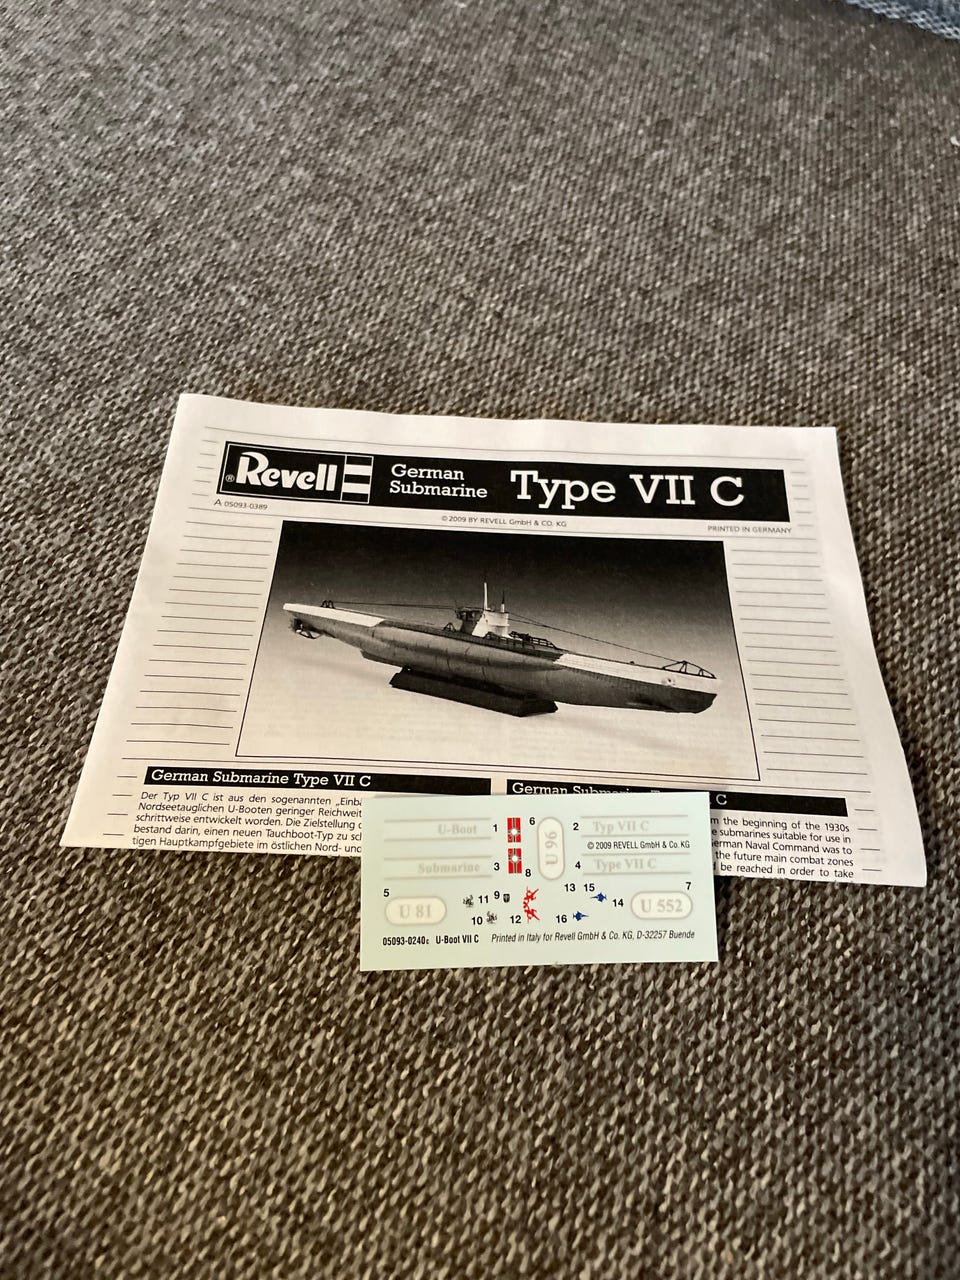 ® Revell
German
Submarine
Type VII C
A 05093-0389
© 2009 BY REVELL GmbH & CO. KG
PRINTED IN GERMANY
German Submarine Type VII C
Der Typ VII C ist aus den sogenannten „Einbä
Nordseetauglichen U-Booten geringer Reichweit
schrittweise entwickelt worden. Die Zielstellung
bestand darin, einen neuen Tauchboot-Typ zu sc
tigen Hauptkampfgebiete im östlichen Nord- und
German Submarine Type VII C
m the beginning of the 1930s
e submarines suitable for use in
erman Naval Command was to
the future main combat zones
be reached in order to take
U-Boot 1 6 2 Typ VII C
U 96
© 2009 REVELL GmbH & Co. KG
Submarine 3 8 4 Type VII C
5 11 9 13 15 7
U 81 10 12 16 14 U 552
05093-0240c U-Boot VII C Printed in Italy for Revell GmbH & Co. KG, D-32257 Buende